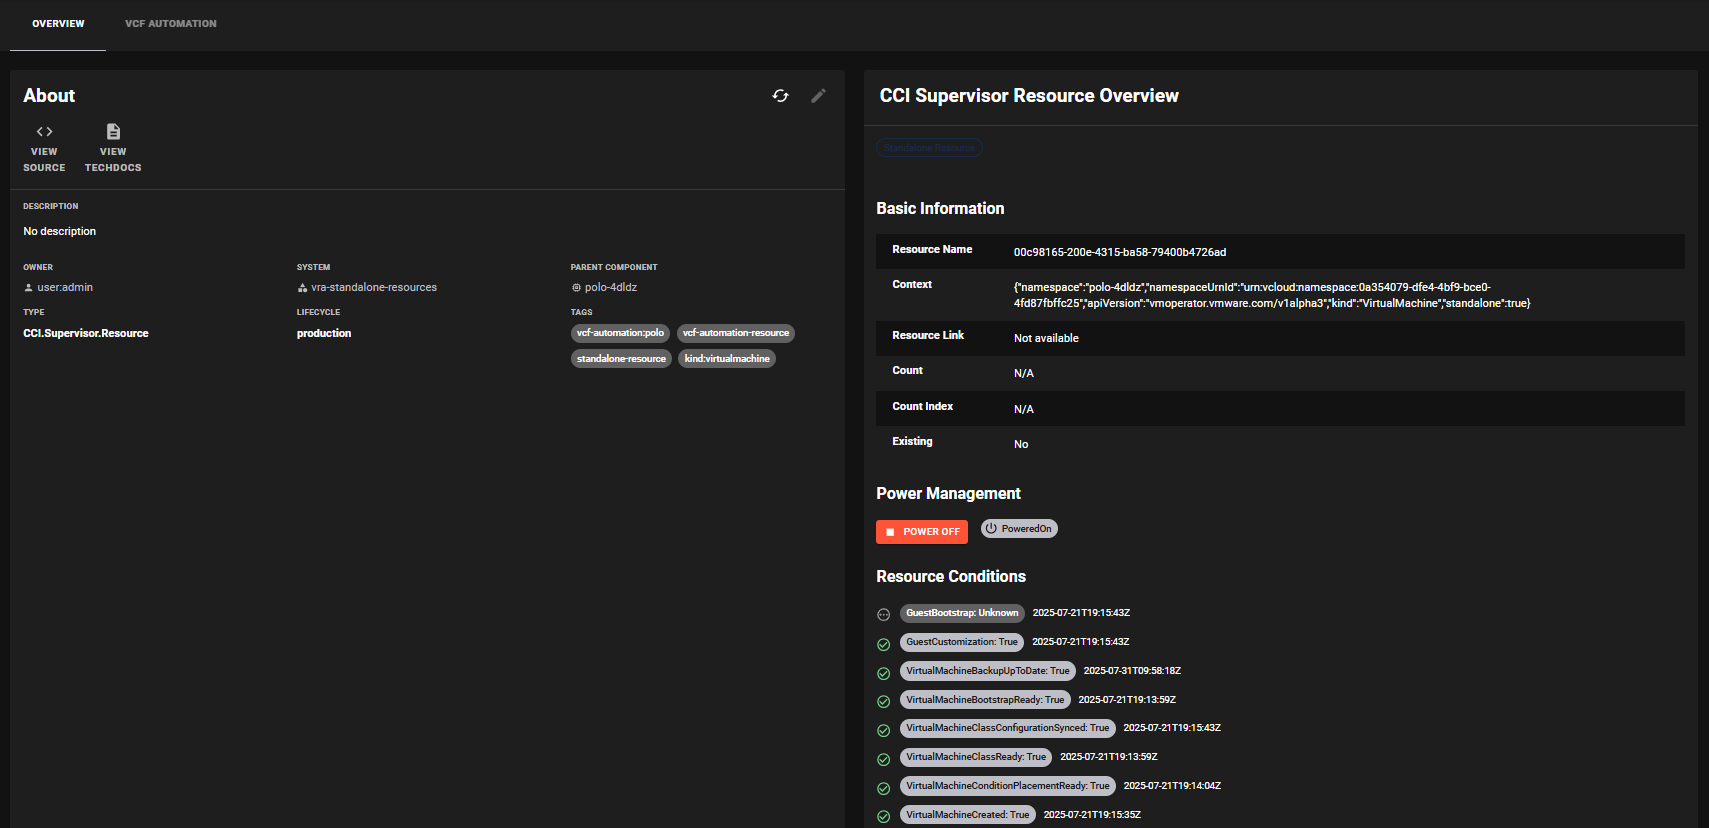 OVERVIEW
VCF AUTOMATION
About
VIEW
SOURCE
VIEW
TECHDOCS
DESCRIPTION
No description
OWNER
user:admin
SYSTEM
vra-standalone-resources
PARENT COMPONENT
polo-4dldz
TYPE
CCI.Supervisor.Resource
LIFECYCLE
production
TAGS
vcf-automation:polo
vcf-automation-resource
standalone-resource
kind:virtualmachine
CCI Supervisor Resource Overview
Standalone Resource
Basic Information
Resource Name 00c98165-200e-4315-ba58-79400b4726ad
Context {"namespace":"polo-4dldz","namespaceUrnId":"urn:vcloud:namespace:0a354079-dfe4-4bf9-bce0-
4fd87fbffc25","apiVersion":"vmoperator.vmware.com/v1alpha3","kind":"VirtualMachine","standalone":true}
Resource Link Not available
Count N/A
Count Index N/A
Existing No
Power Management
POWER OFF PoweredOn
Resource Conditions
GuestBootstrap: Unknown 2025-07-21T19:15:43Z
GuestCustomization: True 2025-07-21T19:15:43Z
VirtualMachineBackupUpToDate: True 2025-07-31T09:58:18Z
VirtualMachineBootstrapReady: True 2025-07-21T19:13:59Z
VirtualMachineClassConfigurationSynced: True 2025-07-21T19:15:43Z
VirtualMachineClassReady: True 2025-07-21T19:13:59Z
VirtualMachineConditionPlacementReady: True 2025-07-21T19:14:04Z
VirtualMachineCreated: True 2025-07-21T19:15:35Z